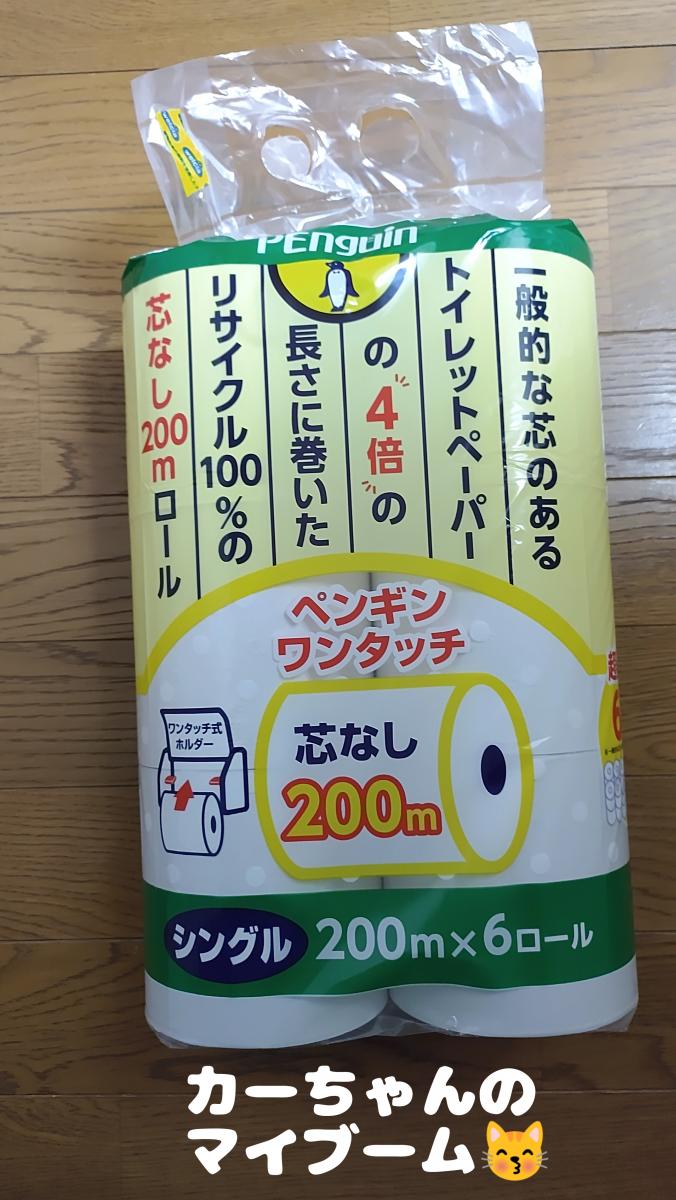 PEnguin
一般的な芯のある
トイレットペーパー
の4倍の
長さに巻いた
リサイクル100%の
芯なし200mロール
ペンギン
ワンタッチ
ワンタッチ式
ホルダー
芯なし
200m
超
6
シングル 200m×6ロール
カーちゃんの
マイブーム😽